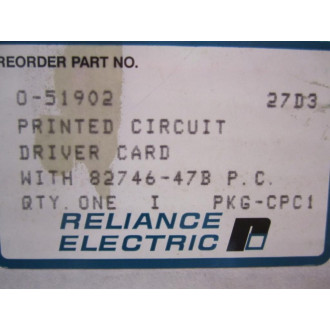 REORDER PART NO.
0-51902 27D3
PRINTED CIRCUIT
DRIVER CARD
WITH 82746-47B P.C.
QTY. ONE I PKG-CPC1
RELIANCE
ELECTRIC